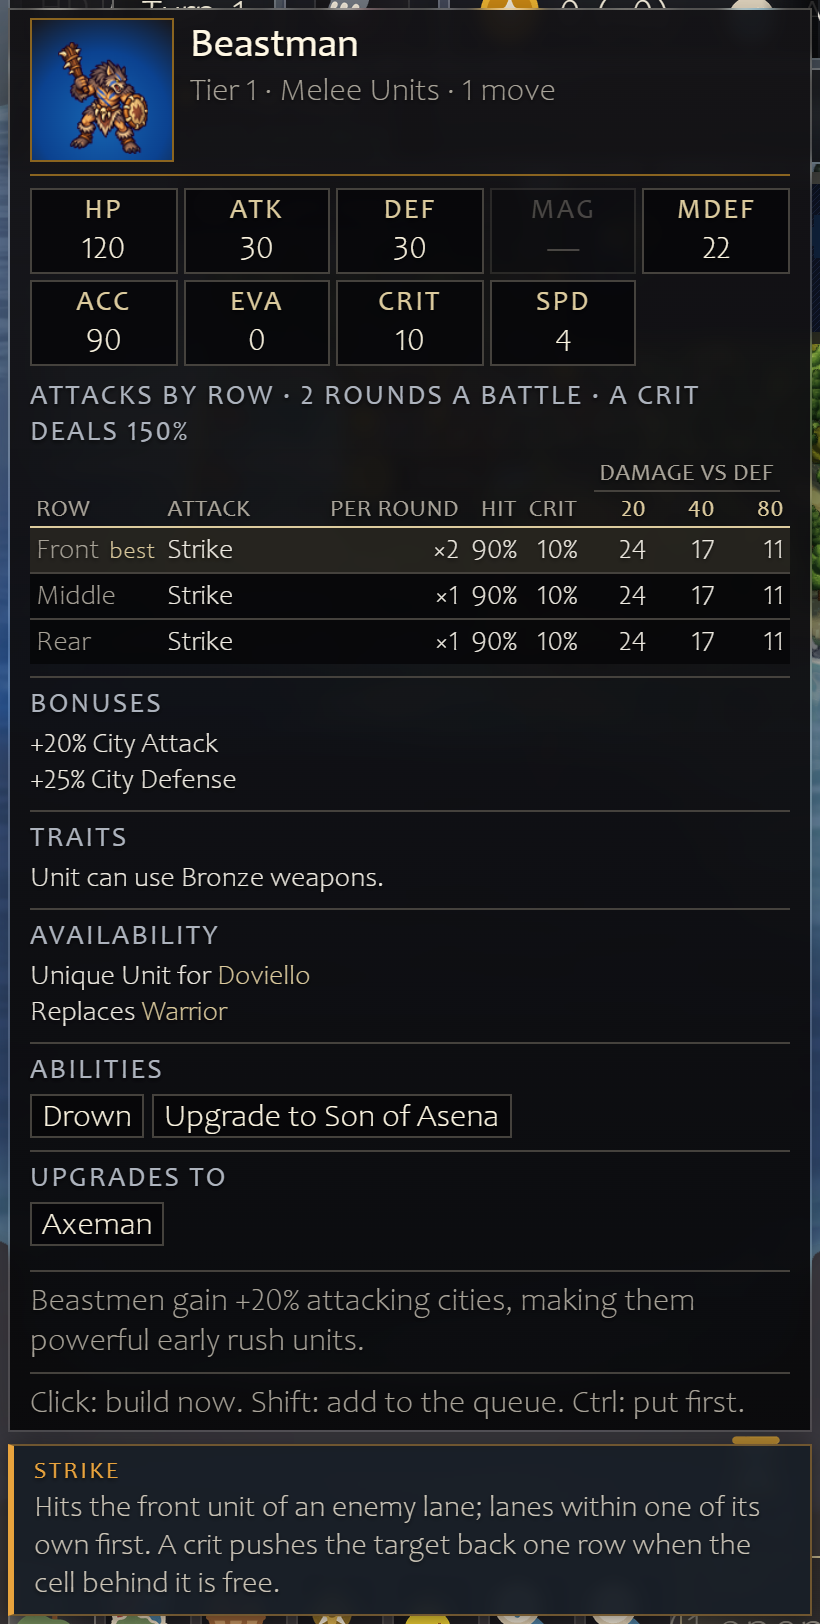 Turn 1
Beastman
Tier 1 · Melee Units · 1 move
HP
120
ATK
30
DEF
30
MAG
—
MDEF
22
ACC
90
EVA
0
CRIT
10
SPD
4
ATTACKS BY ROW · 2 ROUNDS A BATTLE · A CRIT
DEALS 150%
DAMAGE VS DEF
ROW ATTACK PER ROUND HIT CRIT 20 40 80
Front best Strike ×2 90% 10% 24 17 11
Middle Strike ×1 90% 10% 24 17 11
Rear Strike ×1 90% 10% 24 17 11
BONUSES
+20% City Attack
+25% City Defense
TRAITS
Unit can use Bronze weapons.
AVAILABILITY
Unique Unit for Doviello
Replaces Warrior
ABILITIES
Drown Upgrade to Son of Asena
UPGRADES TO
Axeman
Beastmen gain +20% attacking cities, making them
powerful early rush units.
Click: build now. Shift: add to the queue. Ctrl: put first.
STRIKE
Hits the front unit of an enemy lane; lanes within one of its
own first. A crit pushes the target back one row when the
cell behind it is free.